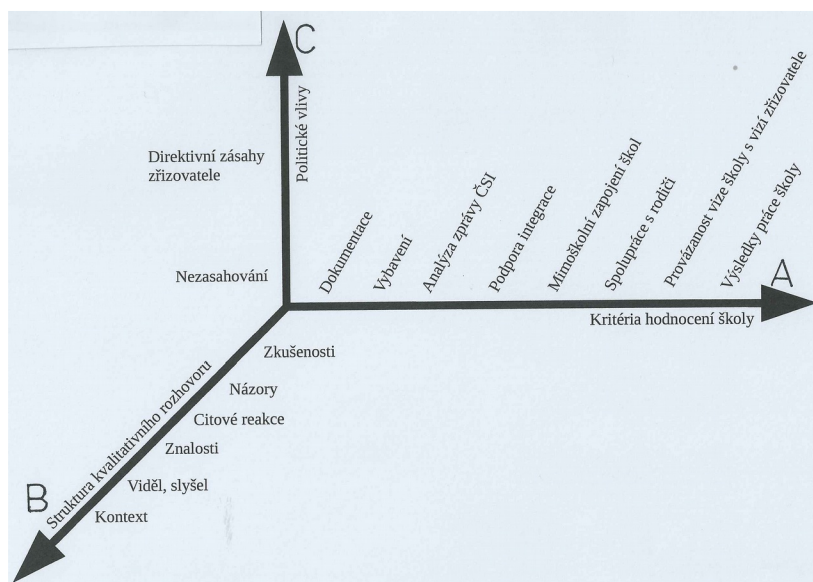 C
Politické vlivy
Direktivní zásahy
zřizovatele
Nezasahování
Dokumentace
Vybavení
Analýza zprávy ČSI
Podpora integrace
Mimoškolní zapojení škol
Spolupráce s rodiči
Provázanost vize školy s vizí zřizovatele
Výsledky práce školy
A
Kritéria hodnocení školy
Zkušenosti
Názory
Citové reakce
Znalosti
Viděl, slyšel
Kontext
Struktura kvalitativního rozhovoru
B